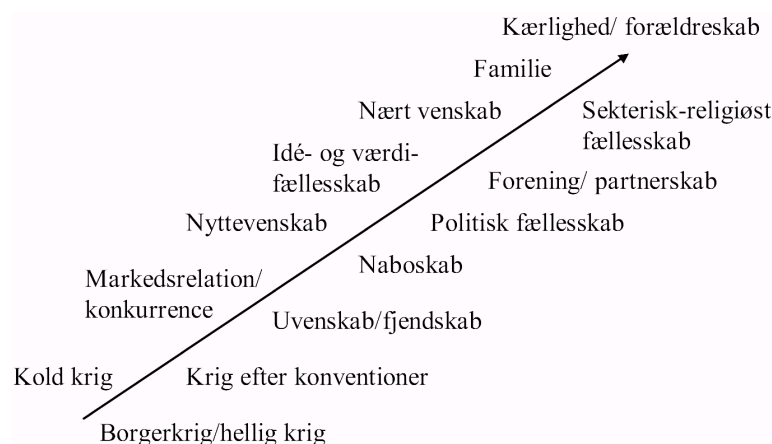 Kærlighed/ forældreskab
Familie
Nært venskab
Sekterisk-religiøst
fællesskab
Idé- og værdi-
fællesskab
Forening/ partnerskab
Nyttevenskab
Politisk fællesskab
Naboskab
Markedsrelation/
konkurrence
Uvenskab/fjendskab
Kold krig
Krig efter konventioner
Borgerkrig/hellig krig